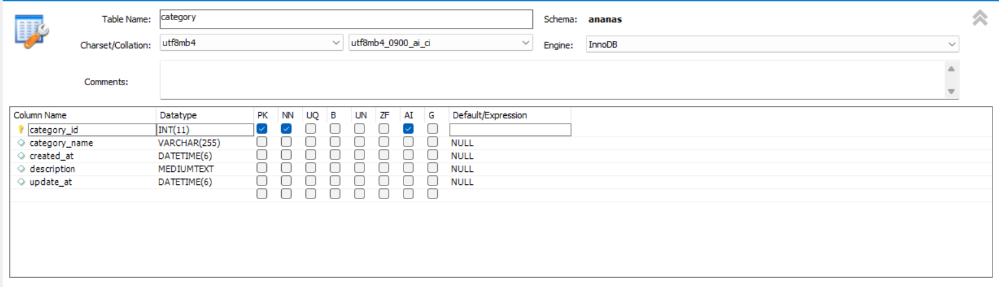 Table Name: category Schema: ananas
Charset/Collation: utf8mb4 utf8mb4_0900_ai_ci Engine: InnoDB
Comments:
Column Name Datatype PK NN UQ B UN ZF AI G Default/Expression
category_id INT(11)
category_name VARCHAR(255) NULL
created_at DATETIME(6) NULL
description MEDIUMTEXT NULL
update_at DATETIME(6) NULL